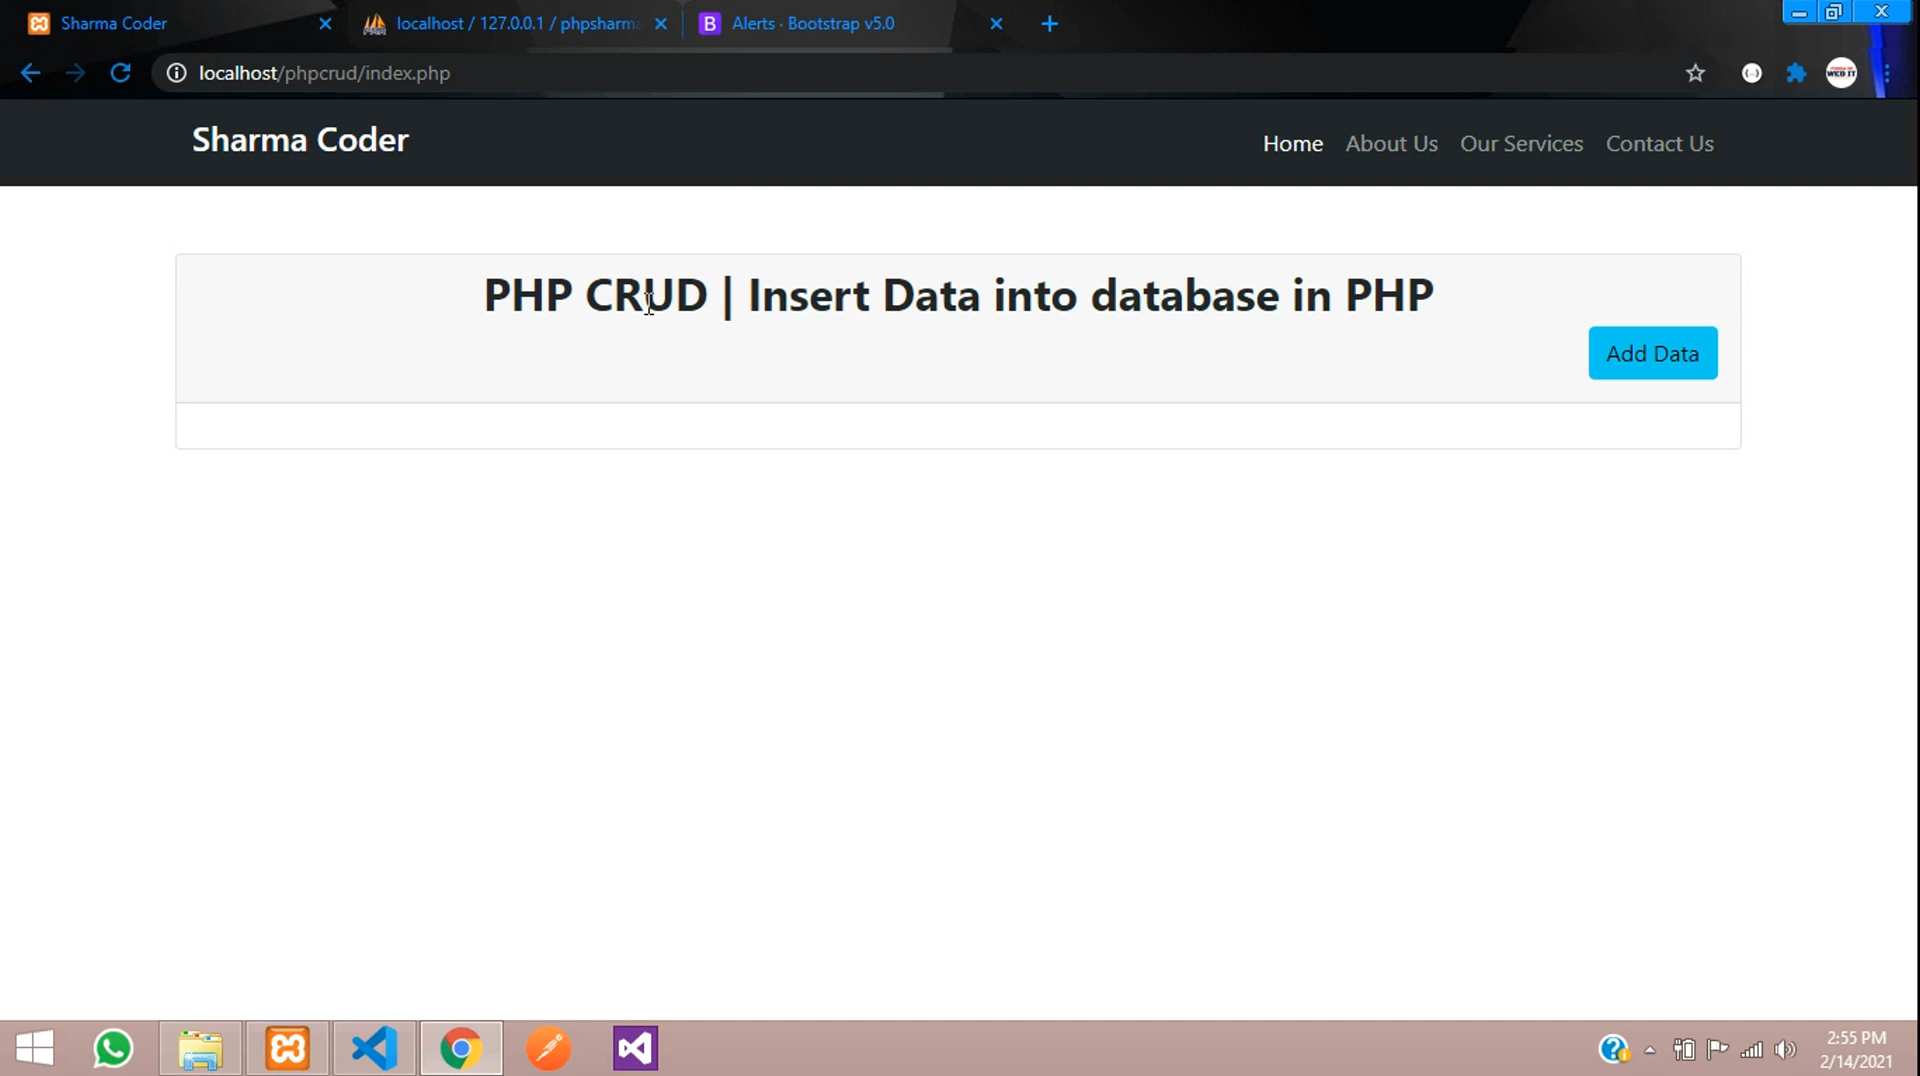 Sharma Coder
localhost / 127.0.0.1 / phpsharma
B Alerts · Bootstrap v5.0
localhost/phpcrud/index.php
Sharma Coder
Home About Us Our Services Contact Us
PHP CRUD | Insert Data into database in PHP
Add Data
2:55 PM
2/14/2021